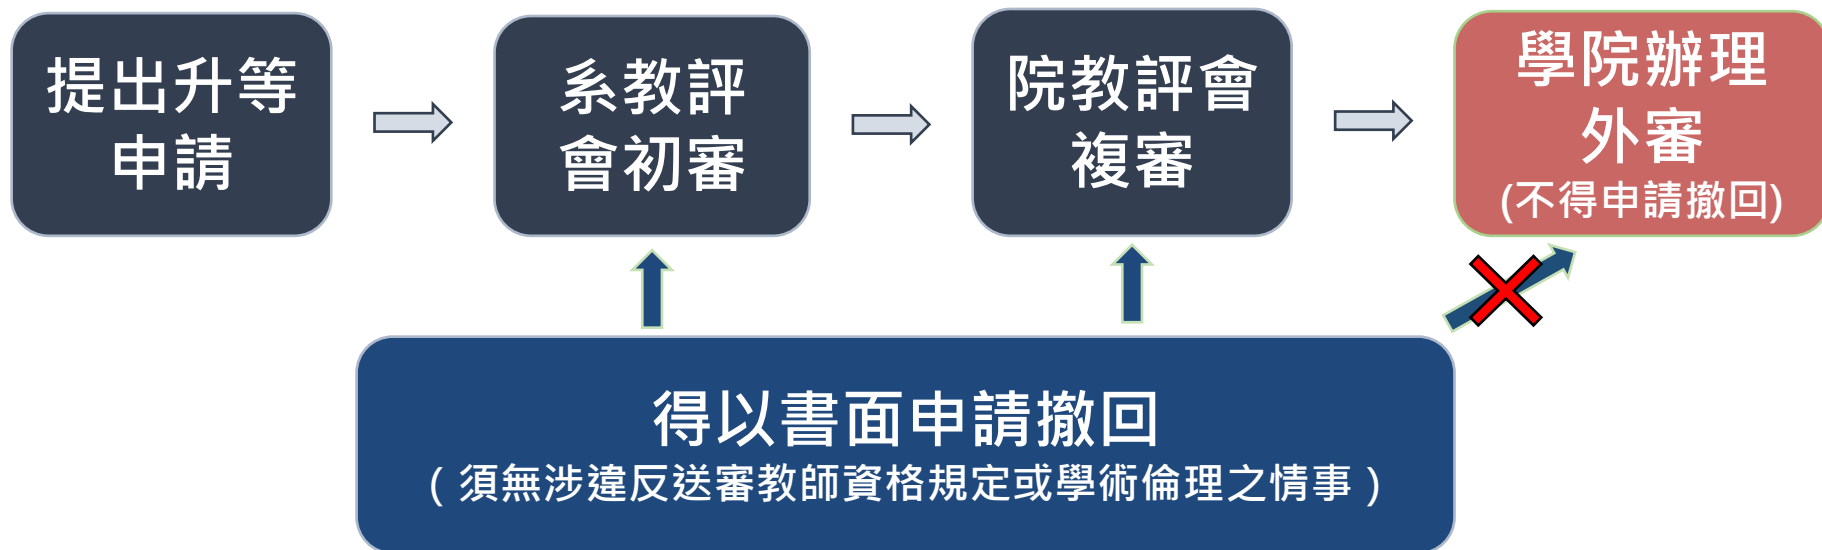 提出升等
申請
系教評
會初審
院教評會
複審
學院辦理
外審
(不得申請撤回)
得以書面申請撤回
（須無涉違反送審教師資格規定或學術倫理之情事）